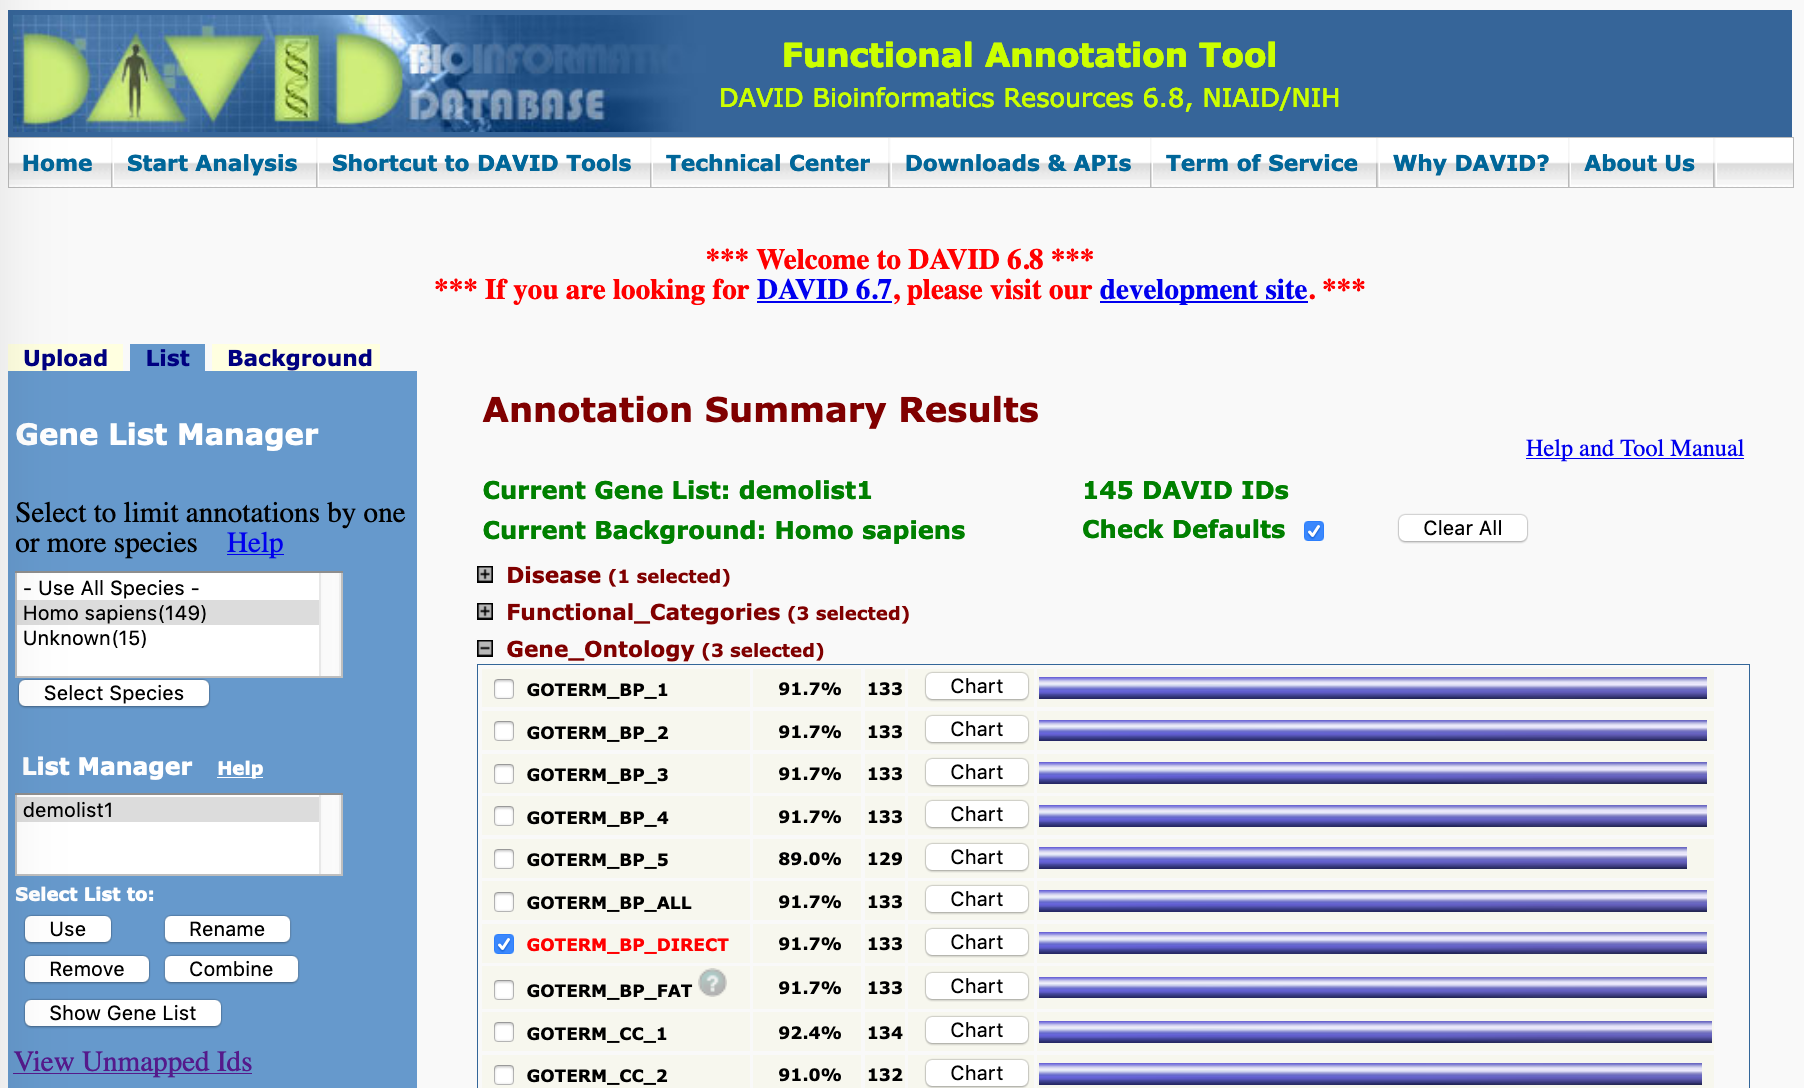 DAVID BIOINFORMATI
DATABASE
Functional Annotation Tool
DAVID Bioinformatics Resources 6.8, NIAID/NIH
Home Start Analysis Shortcut to DAVID Tools Technical Center Downloads & APIs Term of Service Why DAVID? About Us
*** Welcome to DAVID 6.8 ***
*** If you are looking for DAVID 6.7, please visit our development site. ***
Upload List Background
Gene List Manager
Select to limit annotations by one
or more species Help
- Use All Species -
Homo sapiens(149)
Unknown(15)
Select Species
List Manager Help
demolist1
Select List to:
Use Rename
Remove Combine
Show Gene List
View Unmapped Ids
Annotation Summary Results
Help and Tool Manual
Current Gene List: demolist1 145 DAVID IDs
Current Background: Homo sapiens Check Defaults Clear All
Disease (1 selected)
Functional_Categories (3 selected)
Gene_Ontology (3 selected)
GOTERM_BP_1 91.7% 133 Chart
GOTERM_BP_2 91.7% 133 Chart
GOTERM_BP_3 91.7% 133 Chart
GOTERM_BP_4 91.7% 133 Chart
GOTERM_BP_5 89.0% 129 Chart
GOTERM_BP_ALL 91.7% 133 Chart
GOTERM_BP_DIRECT 91.7% 133 Chart
GOTERM_BP_FAT ? 91.7% 133 Chart
GOTERM_CC_1 92.4% 134 Chart
GOTERM_CC_2 91.0% 132 Chart